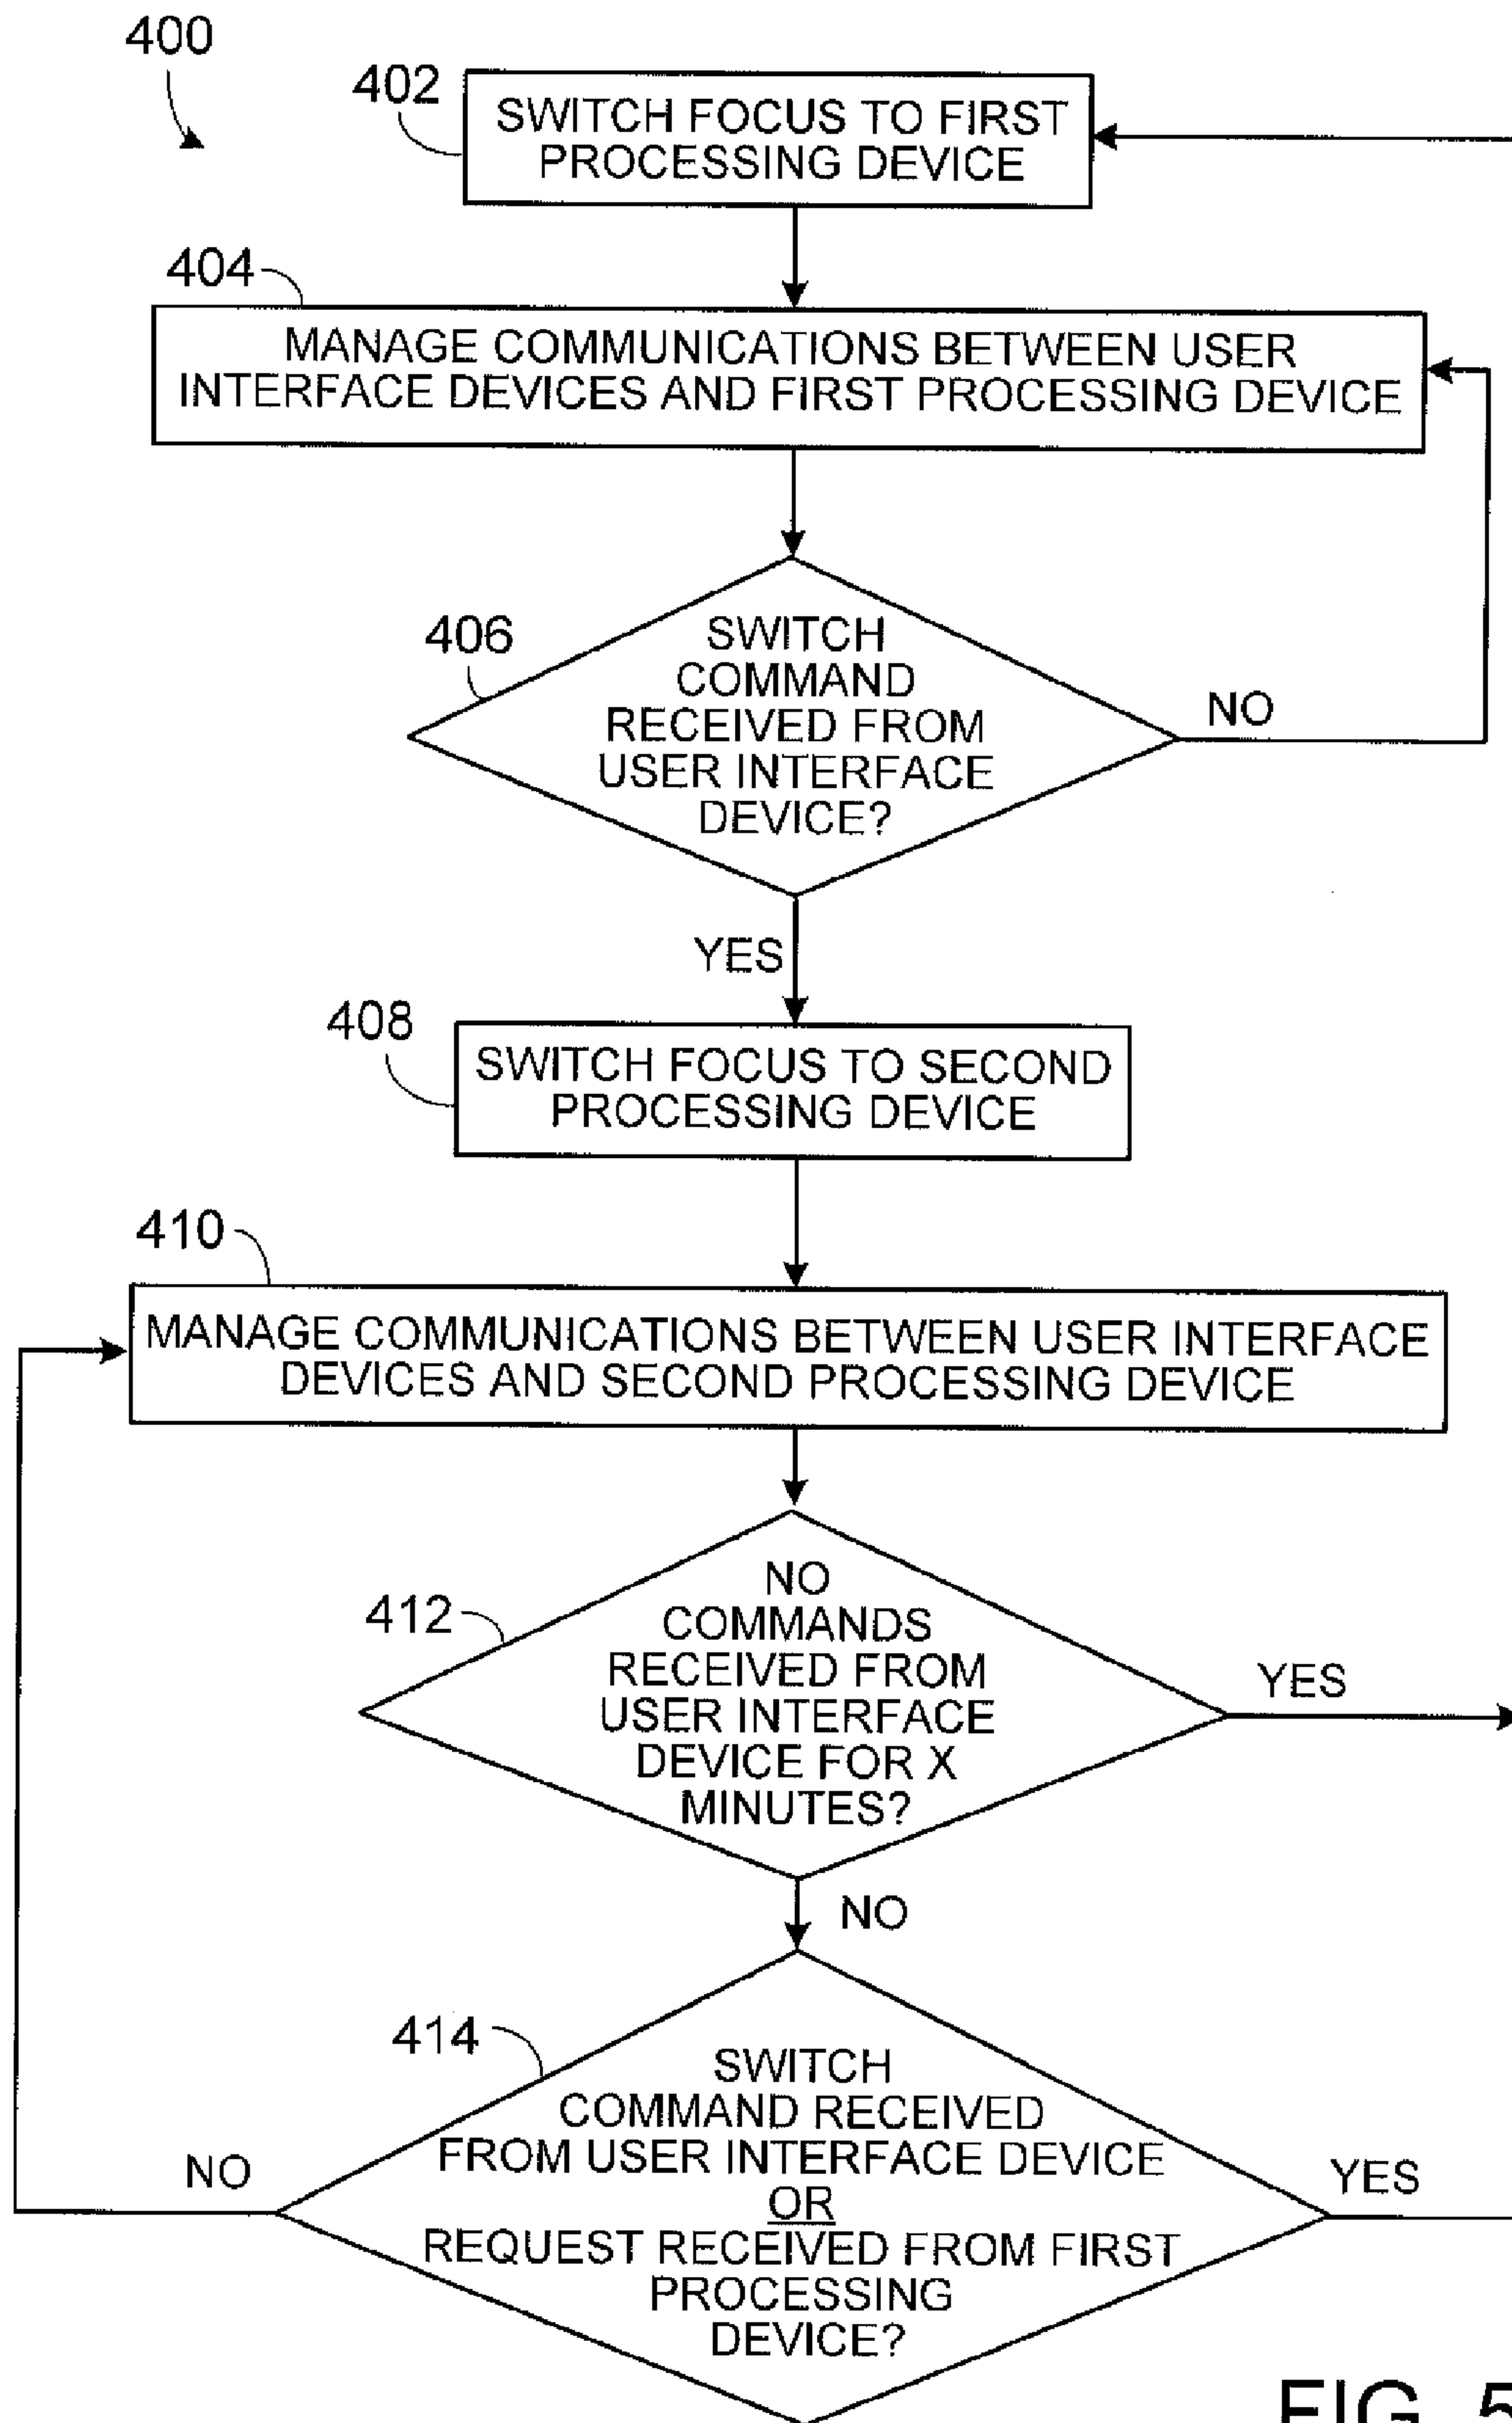 400
402
SWITCH FOCUS TO FIRST
PROCESSING DEVICE
404
MANAGE COMMUNICATIONS BETWEEN USER
INTERFACE DEVICES AND FIRST PROCESSING DEVICE
406
SWITCH
COMMAND
RECEIVED FROM
USER INTERFACE
DEVICE?
NO
YES
408
SWITCH FOCUS TO SECOND
PROCESSING DEVICE
410
MANAGE COMMUNICATIONS BETWEEN USER INTERFACE
DEVICES AND SECOND PROCESSING DEVICE
412
NO
COMMANDS
RECEIVED FROM
USER INTERFACE
DEVICE FOR X
MINUTES?
YES
NO
414
SWITCH
COMMAND RECEIVED
FROM USER INTERFACE DEVICE
OR
REQUEST RECEIVED FROM FIRST
PROCESSING
DEVICE?
NO
YES
FIG. 5